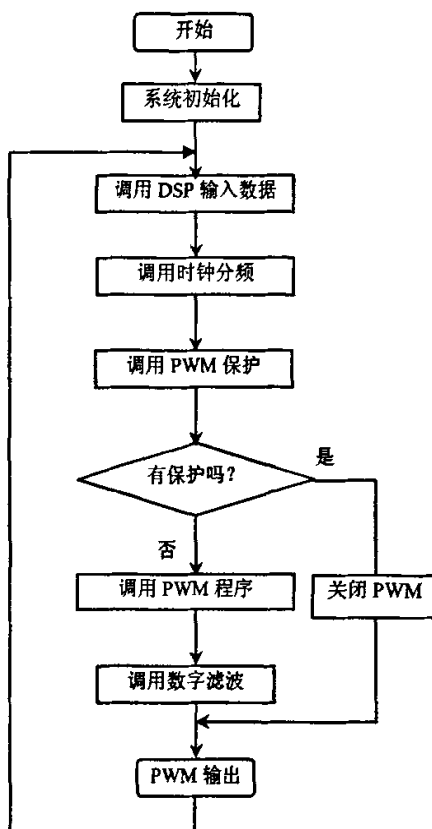 开始
系统初始化
调用 DSP 输入数据
调用时钟分频
调用 PWM 保护
有保护吗?
是
否
调用 PWM 程序
关闭 PWM
调用数字滤波
PWM 输出